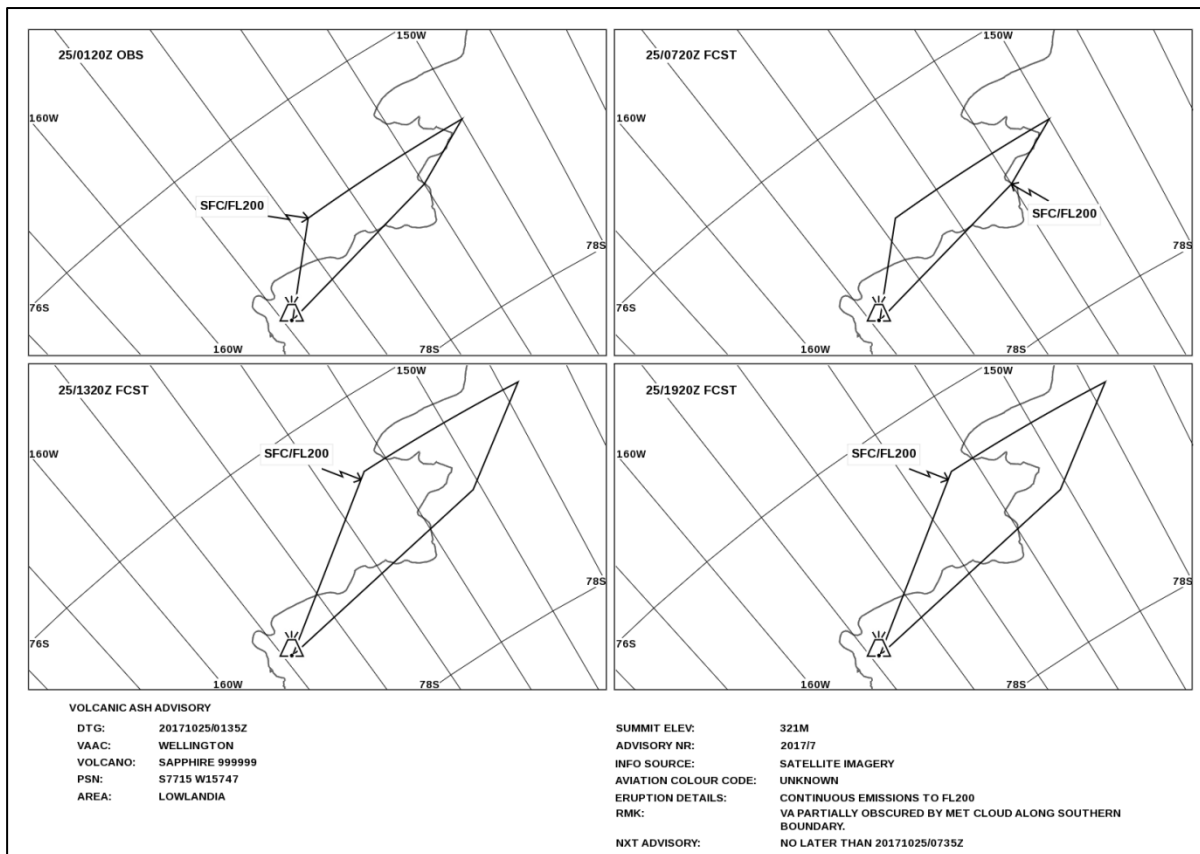 25/0120Z OBS
150W
160W
SFC/FL200
78S
76S
160W
78S
25/0720Z FCST
150W
160W
SFC/FL200
78S
76S
160W
78S
25/1320Z FCST
150W
160W
SFC/FL200
78S
76S
160W
78S
25/1920Z FCST
150W
160W
SFC/FL200
78S
76S
160W
78S
VOLCANIC ASH ADVISORY
DTG: 20171025/0135Z
VAAC: WELLINGTON
VOLCANO: SAPPHIRE 999999
PSN: S7715 W15747
AREA: LOWLANDIA
SUMMIT ELEV: 321M
ADVISORY NR: 2017/7
INFO SOURCE: SATELLITE IMAGERY
AVIATION COLOUR CODE: UNKNOWN
ERUPTION DETAILS: CONTINUOUS EMISSIONS TO FL200
RMK: VA PARTIALLY OBSCURED BY MET CLOUD ALONG SOUTHERN
BOUNDARY.
NXT ADVISORY: NO LATER THAN 20171025/0735Z